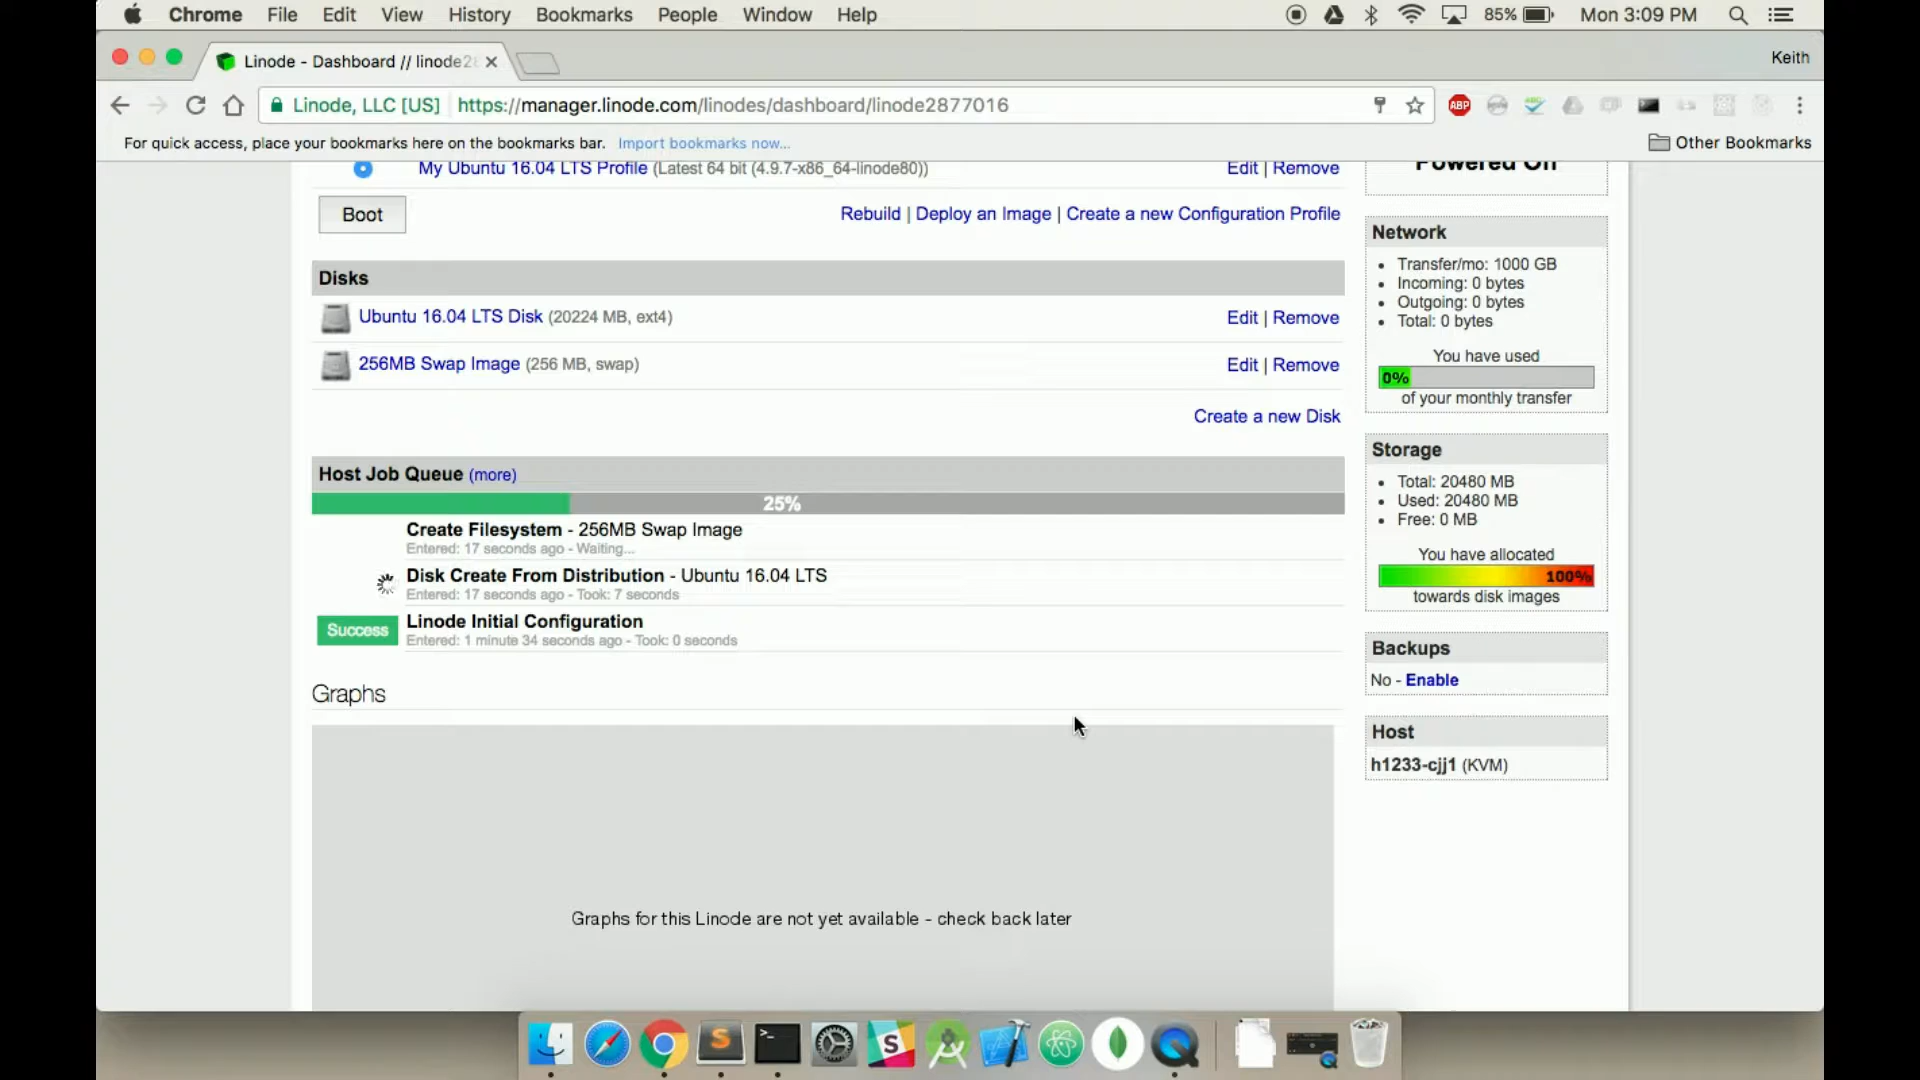 Chrome File Edit View History Bookmarks People Window Help 85% Mon 3:09 PM
Linode - Dashboard // linode28 Keith
Linode, LLC [US] https://manager.linode.com/linodes/dashboard/linode2877016 ABP
For quick access, place your bookmarks here on the bookmarks bar. Import bookmarks now... Other Bookmarks
My Ubuntu 16.04 LTS Profile (Latest 64 bit (4.9.7-x86_64-linode80)) Edit | Remove
Boot Rebuild | Deploy an Image | Create a new Configuration Profile
Disks
Ubuntu 16.04 LTS Disk (20224 MB, ext4) Edit | Remove
256MB Swap Image (256 MB, swap) Edit | Remove
Create a new Disk
Host Job Queue (more)
25%
Create Filesystem - 256MB Swap Image
Entered: 17 seconds ago - Waiting...
Disk Create From Distribution - Ubuntu 16.04 LTS
Entered: 17 seconds ago - Took: 7 seconds
Success Linode Initial Configuration
Entered: 1 minute 34 seconds ago - Took: 0 seconds
Graphs
Graphs for this Linode are not yet available - check back later
Powered On
Network
Transfer/mo: 1000 GB
Incoming: 0 bytes
Outgoing: 0 bytes
Total: 0 bytes
You have used
0%
of your monthly transfer
Storage
Total: 20480 MB
Used: 20480 MB
Free: 0 MB
You have allocated
100%
towards disk images
Backups
No - Enable
Host
h1233-cjj1 (KVM)